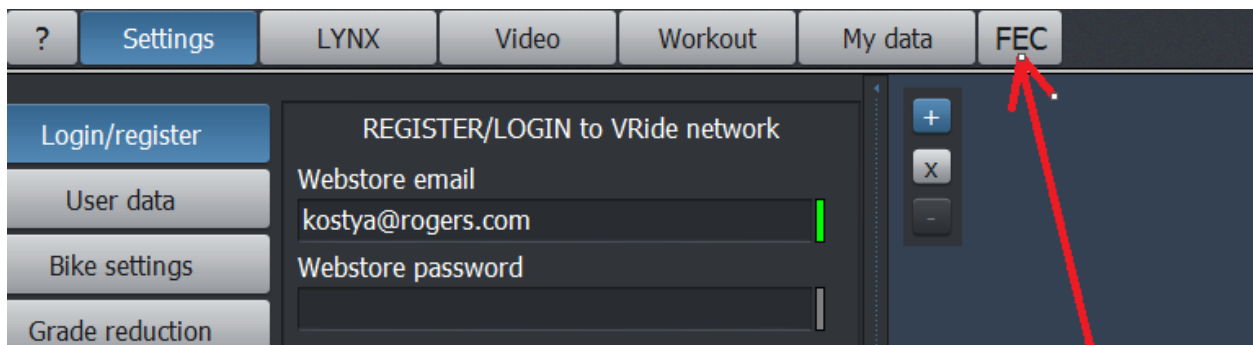 ? Settings LYNX Video Workout My data FEC
Login/register
User data
Bike settings
Grade reduction
REGISTER/LOGIN to VRide network
Webstore email
kostya@rogers.com
Webstore password
+
x
-